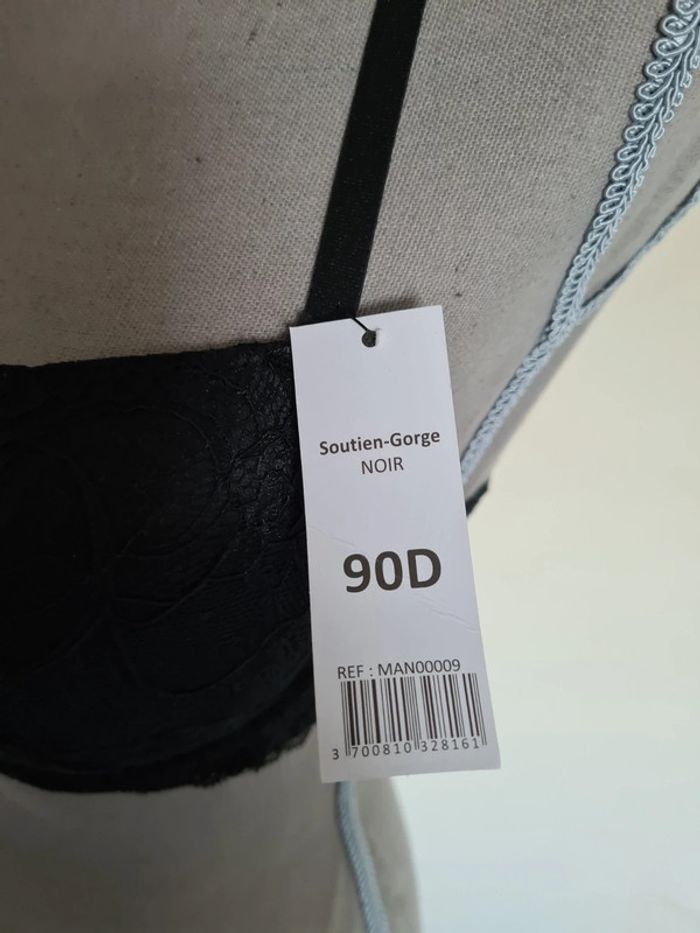 Soutien-Gorge
NOIR
90D
REF : MAN00009
3 700810 328161